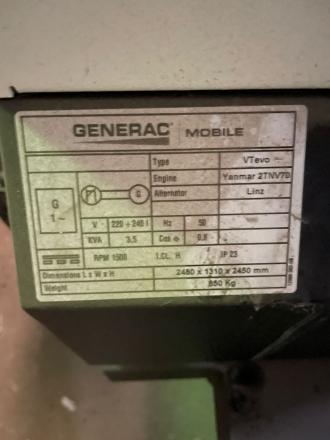 GENERAC MOBILE
Type VTevo
Engine Yanmar 2TNV70
Alternator Linz
G
1~
M G
V 220 ÷ 240 Hz 50
KVA 3,5 Cos φ 0,8
RPM 1500 I.CL. H IP 23
Dimensions L x W x H 2480 x 1310 x 2450 mm
Weight 850 Kg